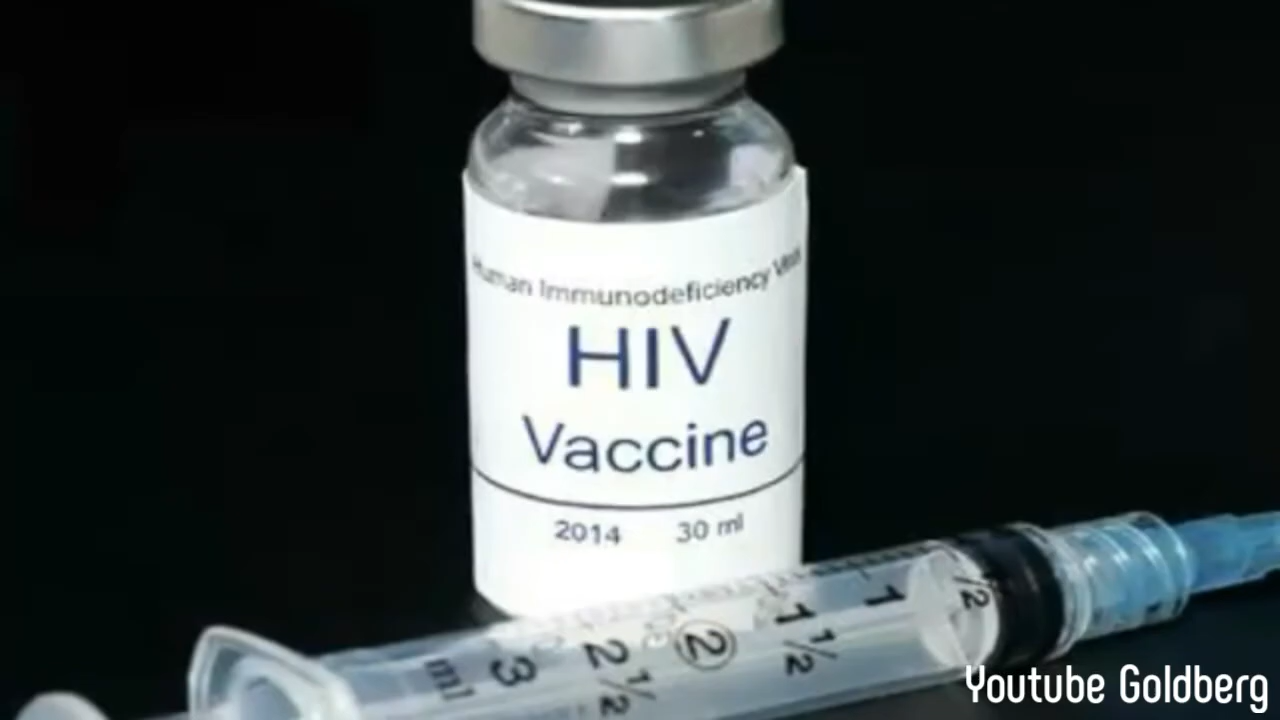 Human Immunodeficiency Virus
HIV
Vaccine
2014 30 ml
1/2
1
1 1/2
2
2 1/2
3
ml
Youtube Goldberg